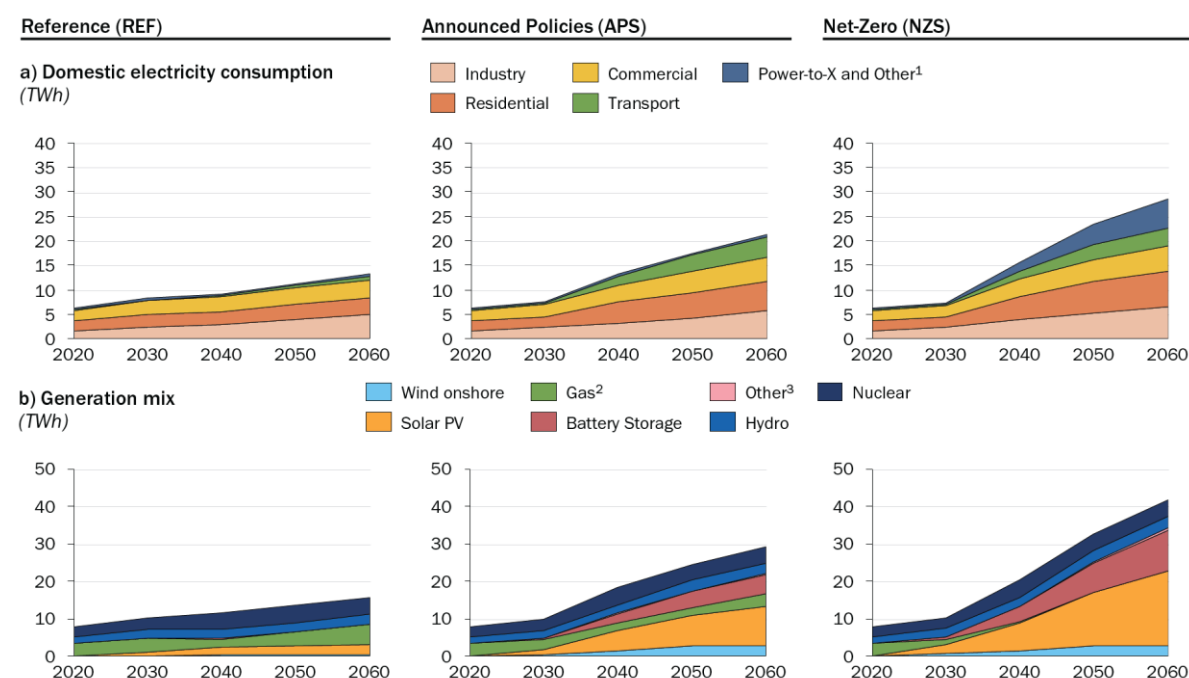 Reference (REF)
Announced Policies (APS)
Net-Zero (NZS)
a) Domestic electricity consumption
(TWh)
Industry
Commercial
Power-to-X and Other¹
Residential
Transport
40
35
30
25
20
15
10
5
0
2020 2030 2040 2050 2060
40
35
30
25
20
15
10
5
0
2020 2030 2040 2050 2060
40
35
30
25
20
15
10
5
0
2020 2030 2040 2050 2060
b) Generation mix
(TWh)
Wind onshore
Gas²
Other³
Nuclear
Solar PV
Battery Storage
Hydro
50
40
30
20
10
0
2020 2030 2040 2050 2060
50
40
30
20
10
0
2020 2030 2040 2050 2060
50
40
30
20
10
0
2020 2030 2040 2050 2060